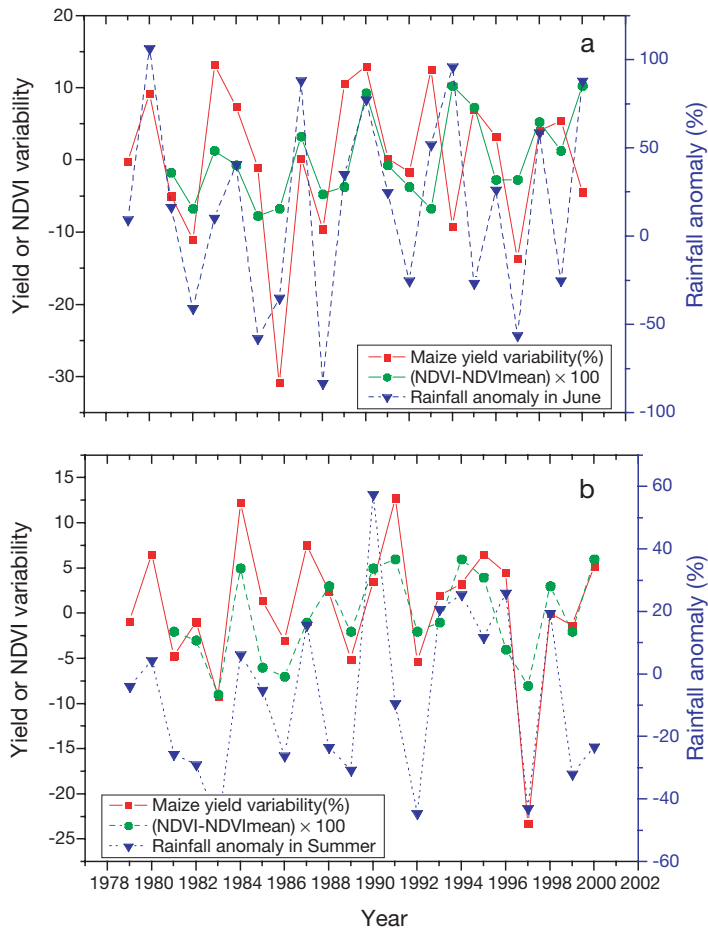 a
20
10
0
-10
-20
-30
Yield or NDVI variability
100
50
0
-50
-100
Rainfall anomaly (%)
Maize yield variability(%)
(NDVI-NDVImean) × 100
Rainfall anomaly in June
b
15
10
5
0
-5
-10
-15
-20
-25
Yield or NDVI variability
60
40
20
0
-20
-40
-60
Rainfall anomaly (%)
Maize yield variability(%)
(NDVI-NDVImean) × 100
Rainfall anomaly in Summer
1978 1980 1982 1984 1986 1988 1990 1992 1994 1996 1998 2000 2002
Year